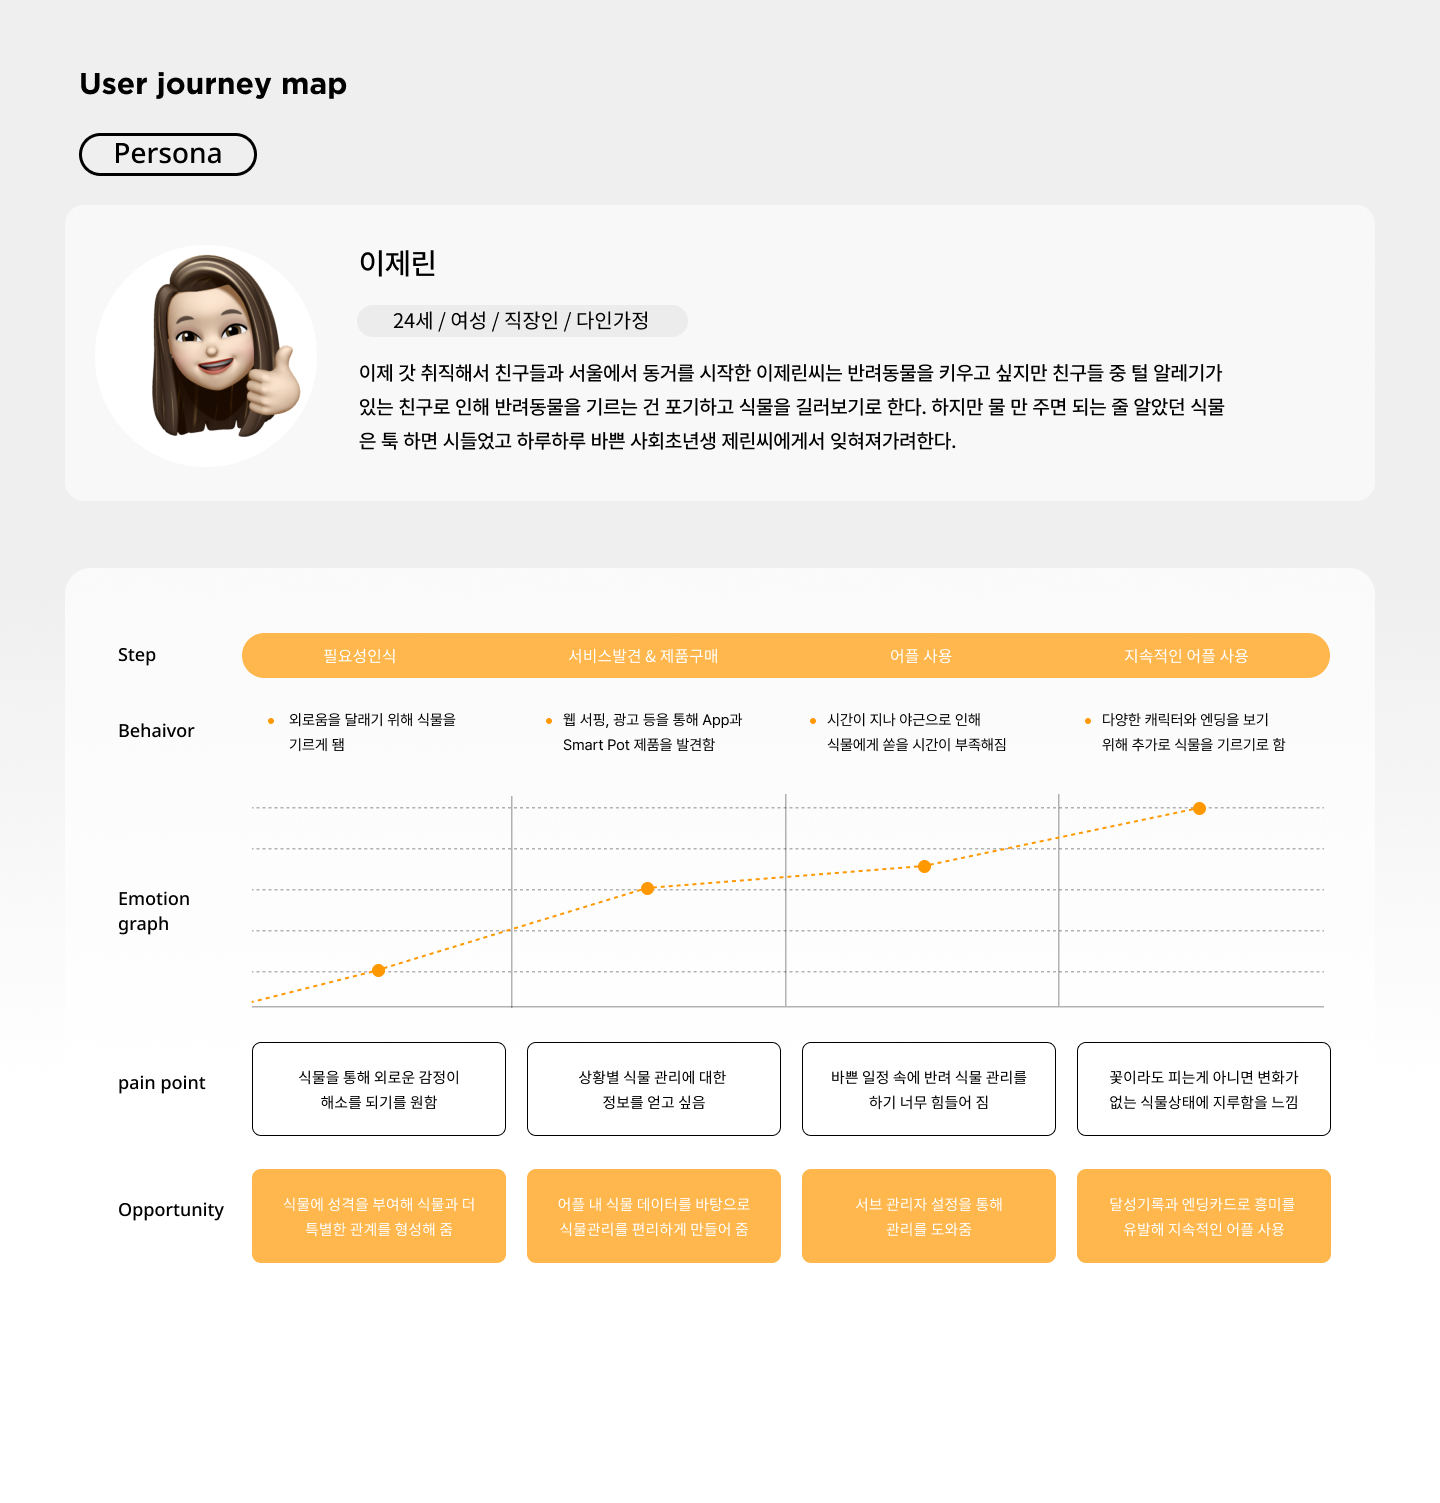 User journey map
Persona
이제린
24세 / 여성 / 직장인 / 다인가정
이제 갓 취직해서 친구들과 서울에서 동거를 시작한 이제린씨는 반려동물을 키우고 싶지만 친구들 중 털 알레기가
있는 친구로 인해 반려동물을 기르는 건 포기하고 식물을 길러보기로 한다. 하지만 물 만 주면 되는 줄 알았던 식물
은 툭 하면 시들었고 하루하루 바쁜 사회초년생 제린씨에게서 잊혀져가려한다.
Step
필요성인식
서비스발견 & 제품구매
어플 사용
지속적인 어플 사용
Behaivor
외로움을 달래기 위해 식물을
기르게 됌
웹 서핑, 광고 등을 통해 App과
Smart Pot 제품을 발견함
시간이 지나 야근으로 인해
식물에게 쏟을 시간이 부족해짐
다양한 캐릭터와 엔딩을 보기
위해 추가로 식물을 기르기로 함
Emotion
graph
pain point
식물을 통해 외로운 감정이
해소를 되기를 원함
상황별 식물 관리에 대한
정보를 얻고 싶음
바쁜 일정 속에 반려 식물 관리를
하기 너무 힘들어 짐
꽃이라도 피는게 아니면 변화가
없는 식물상태에 지루함을 느낌
Opportunity
식물에 성격을 부여해 식물과 더
특별한 관계를 형성해 줌
어플 내 식물 데이터를 바탕으로
식물관리를 편리하게 만들어 줌
서브 관리자 설정을 통해
관리를 도와줌
달성기록과 엔딩카드로 흥미를
유발해 지속적인 어플 사용